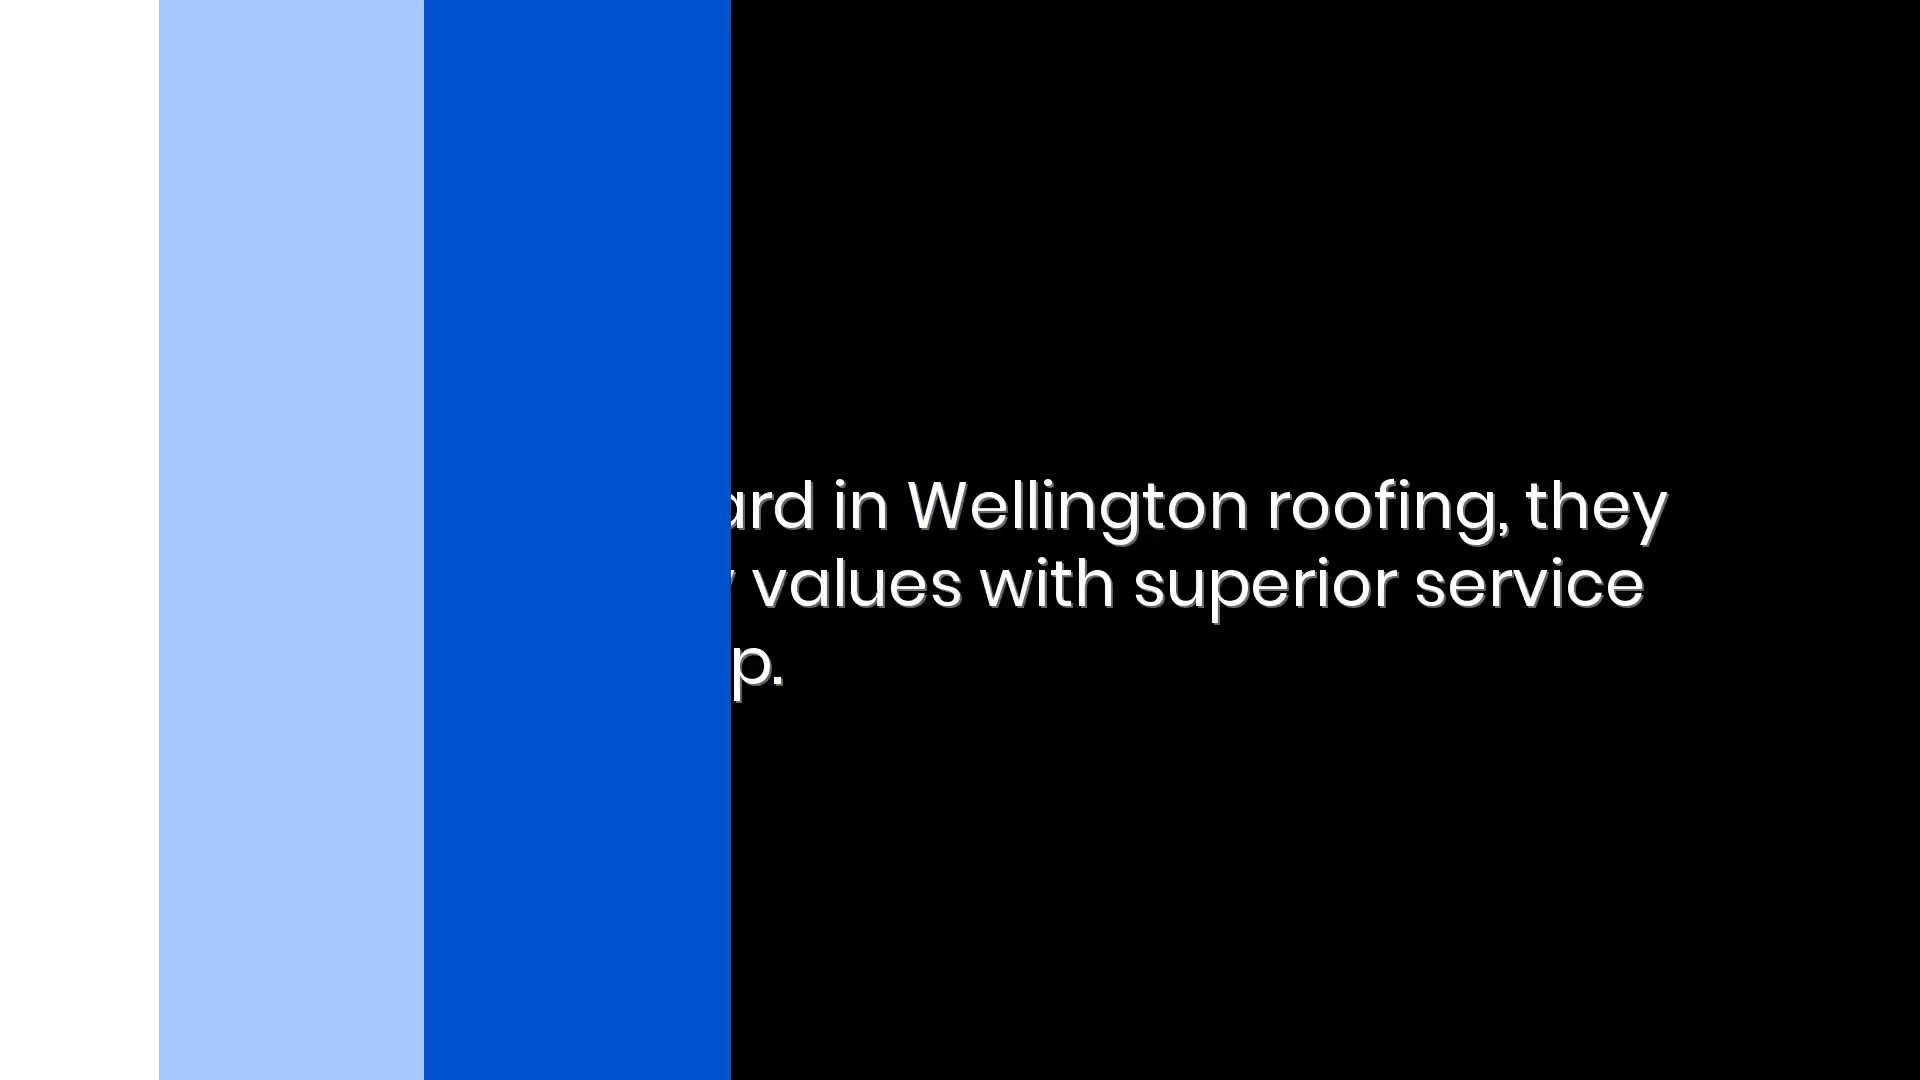 ard in Wellington roofing, they
values with superior service
p.